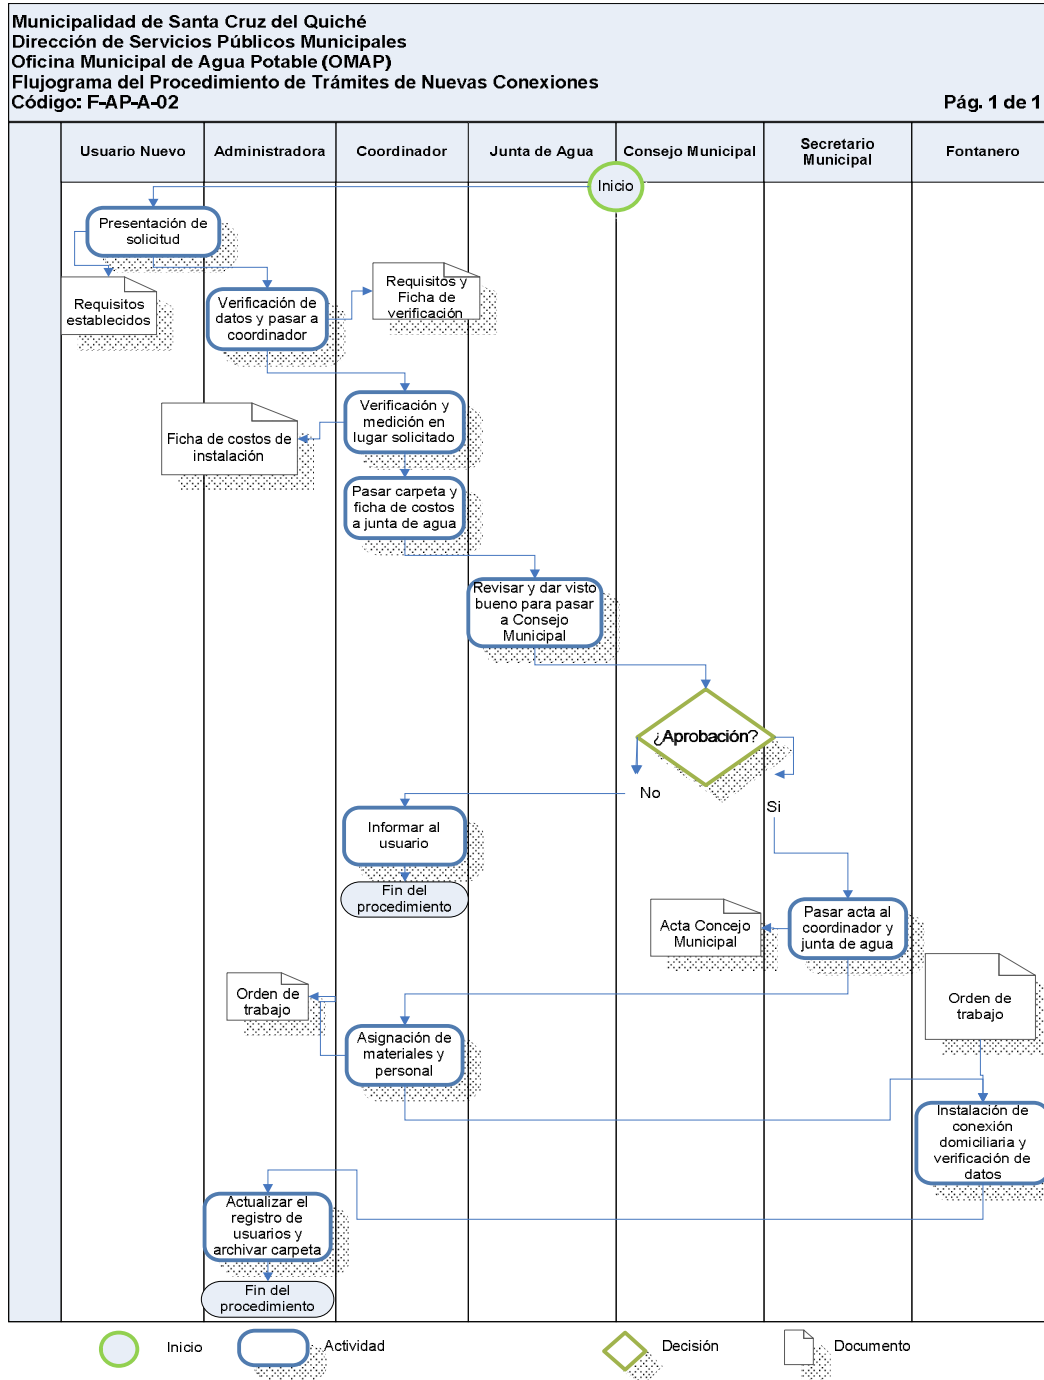 Municipalidad de Santa Cruz del Quiché
Dirección de Servicios Públicos Municipales
Oficina Municipal de Agua Potable (OMAP)
Flujograma del Procedimiento de Trámites de Nuevas Conexiones
Código: F-AP-A-02
Pág. 1 de 1
Usuario Nuevo
Administradora
Coordinador
Junta de Agua
Consejo Municipal
Secretario
Municipal
Fontanero
Inicio
Presentación de
solicitud
Requisitos
establecidos
Verificación de
datos y pasar a
coordinador
Requisitos y
Ficha de
verificación
Verificación y
medición en
lugar solicitado
Ficha de costos de
instalación
Pasar carpeta y
ficha de costos
a junta de agua
Revisar y dar visto
bueno para pasar
a Consejo
Municipal
¿Aprobación?
No
Si
Informar al
usuario
Fin del
procedimiento
Pasar acta al
coordinador y
junta de agua
Acta Concejo
Municipal
Orden de
trabajo
Orden de
trabajo
Asignación de
materiales y
personal
Instalación de
conexión
domiciliaria y
verificación de
datos
Actualizar el
registro de
usuarios y
archivar carpeta
Fin del
procedimiento
Inicio
Actividad
Decisión
Documento